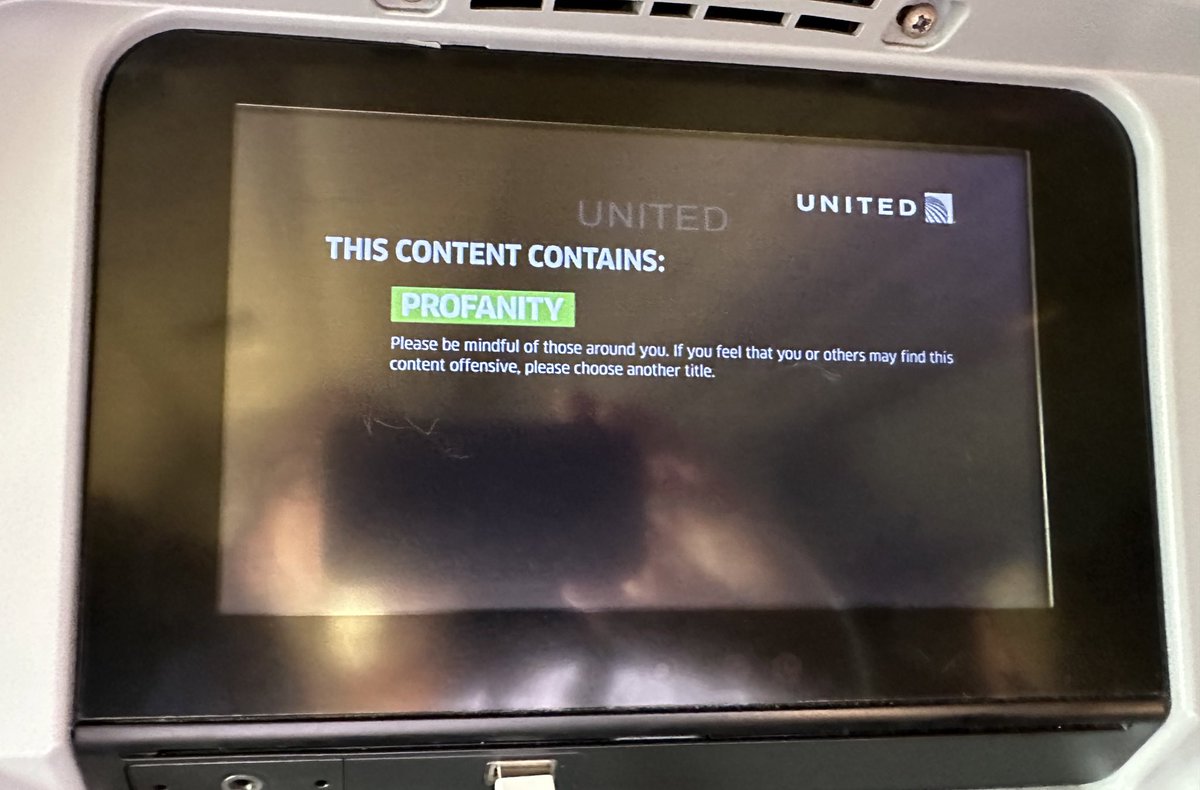 UNITED
UNITED
THIS CONTENT CONTAINS:
PROFANITY
Please be mindful of those around you. If you feel that you or others may find this
content offensive, please choose another title.